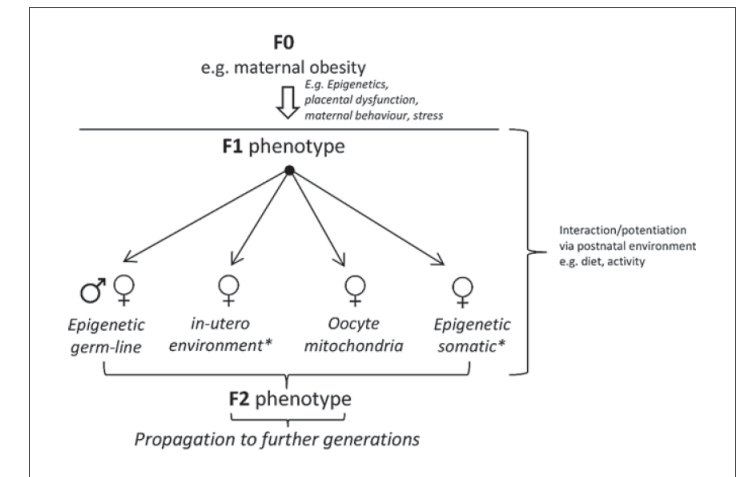 F0
e.g. maternal obesity
E.g. Epigenetics,
placental dysfunction,
maternal behaviour, stress
F1 phenotype
Interaction/potentiation
via postnatal environment
e.g. diet, activity
Epigenetic
germ-line
in-utero
environment*
Oocyte
mitochondria
Epigenetic
somatic*
F2 phenotype
Propagation to further generations